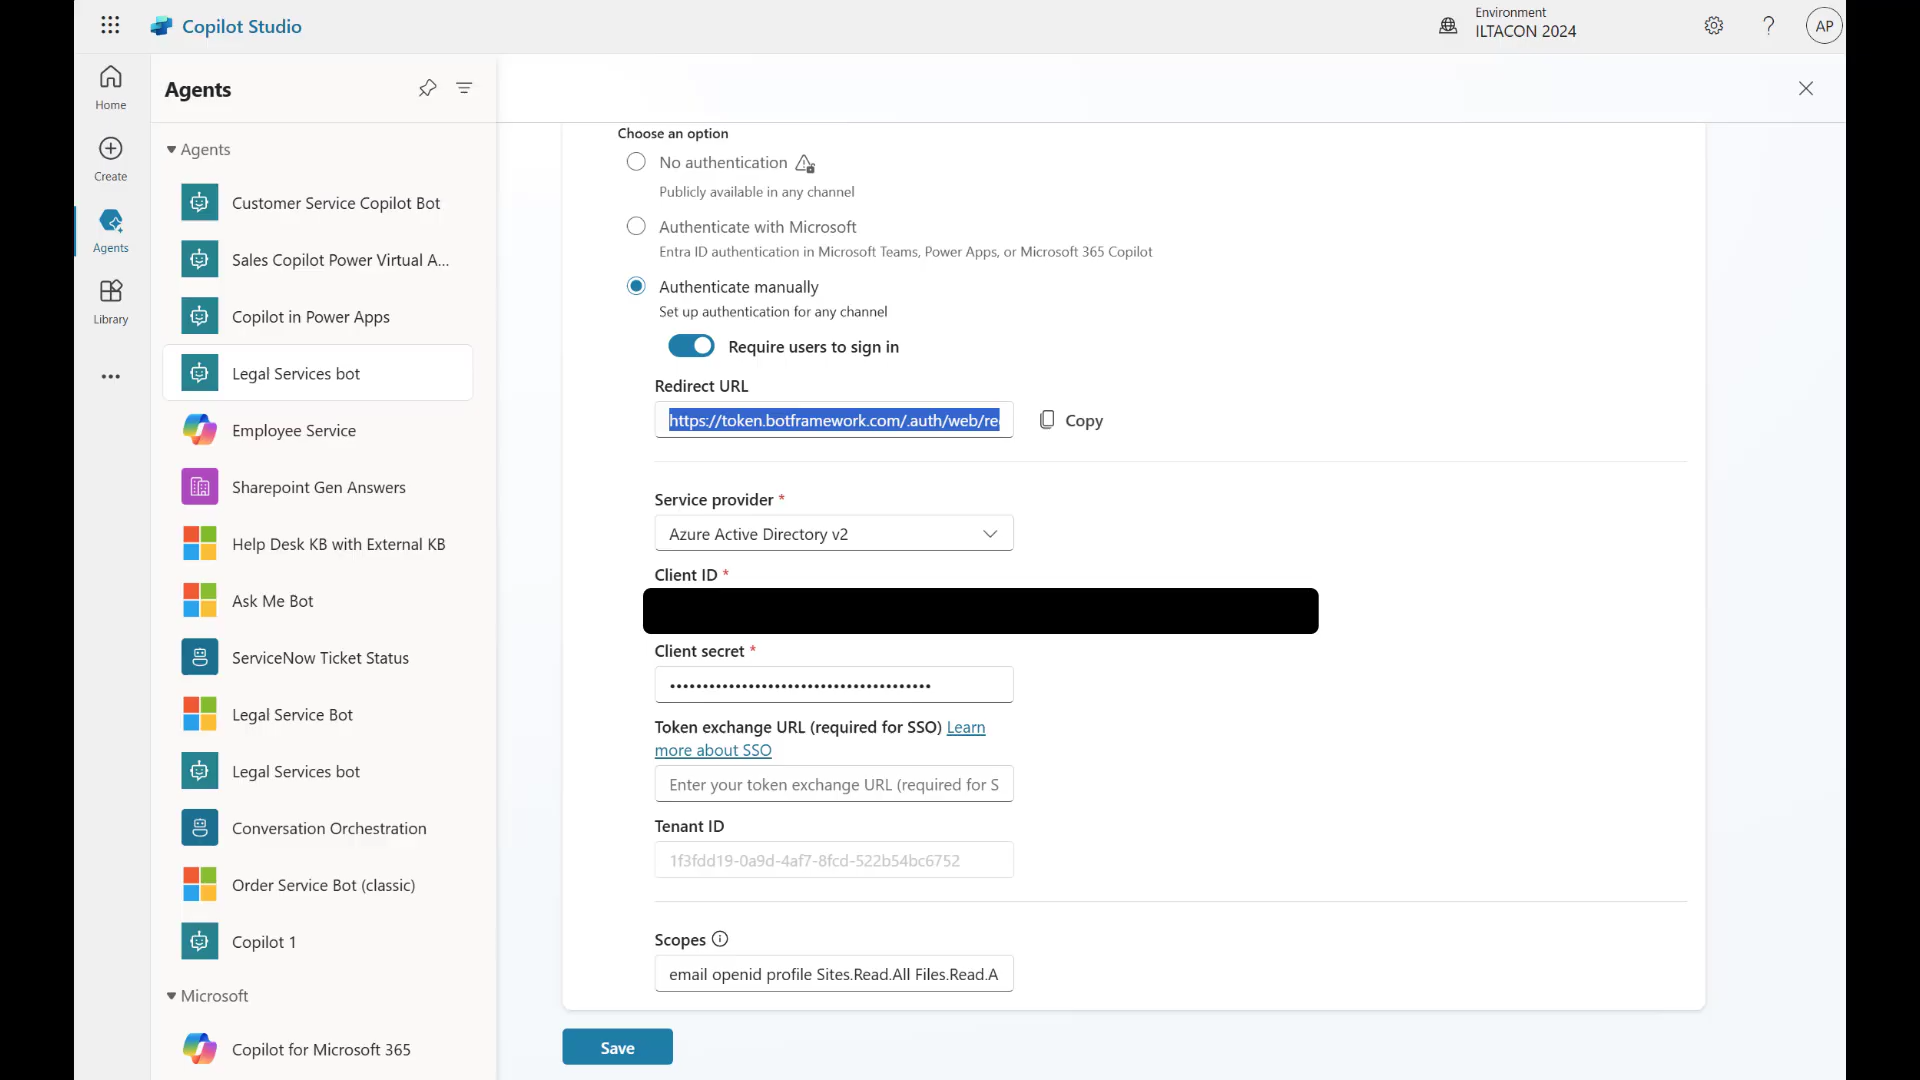 Copilot Studio
Environment
ILTACON 2024
?
AP
Home
Create
Agents
Library
Agents
Agents
Customer Service Copilot Bot
Sales Copilot Power Virtual A...
Copilot in Power Apps
Legal Services bot
Employee Service
Sharepoint Gen Answers
Help Desk KB with External KB
Ask Me Bot
ServiceNow Ticket Status
Legal Service Bot
Legal Services bot
Conversation Orchestration
Order Service Bot (classic)
Copilot 1
Microsoft
Copilot for Microsoft 365
Choose an option
No authentication
Publicly available in any channel
Authenticate with Microsoft
Entra ID authentication in Microsoft Teams, Power Apps, or Microsoft 365 Copilot
Authenticate manually
Set up authentication for any channel
Require users to sign in
Redirect URL
https://token.botframework.com/.auth/web/re
Copy
Service provider *
Azure Active Directory v2
Client ID *
Client secret *
••••••••••••••••••••••••••••••••••••••••
Token exchange URL (required for SSO) Learn
more about SSO
Enter your token exchange URL (required for S
Tenant ID
1f3fdd19-0a9d-4af7-8fcd-522b54bc6752
Scopes
email openid profile Sites.Read.All Files.Read.A
Save